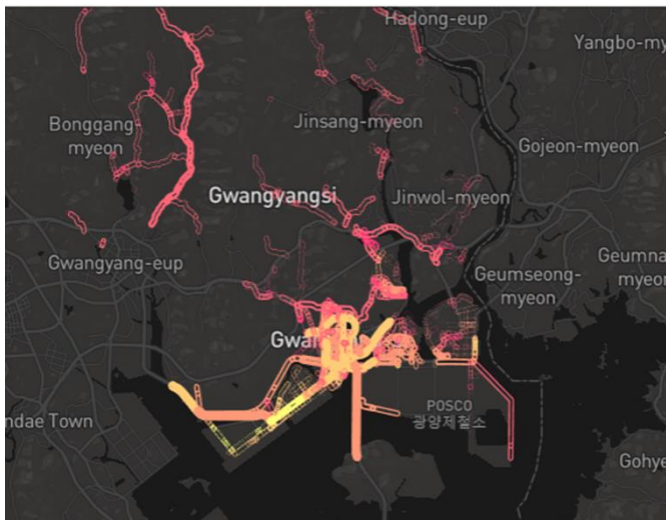 Hadong-eup
Yangbo-my
Bonggang-
myeon
Jinsang-myeon
Gojeon-myeon
Gwangyangsi
Jinwol-myeon
Gwangyang-eup
Geumseong-
myeon
Geumna
myeon
Gwa
ndae Town
POSCO
광양제철소
Gohye